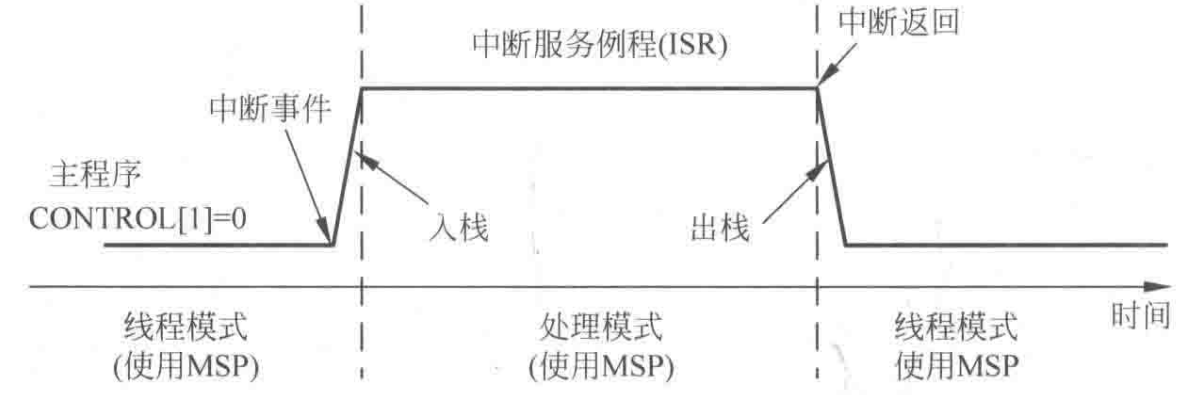 中断服务例程(ISR)
中断返回
中断事件
主程序
CONTROL[1]=0
入栈
出栈
时间
线程模式
(使用MSP)
处理模式
(使用MSP)
线程模式
使用MSP